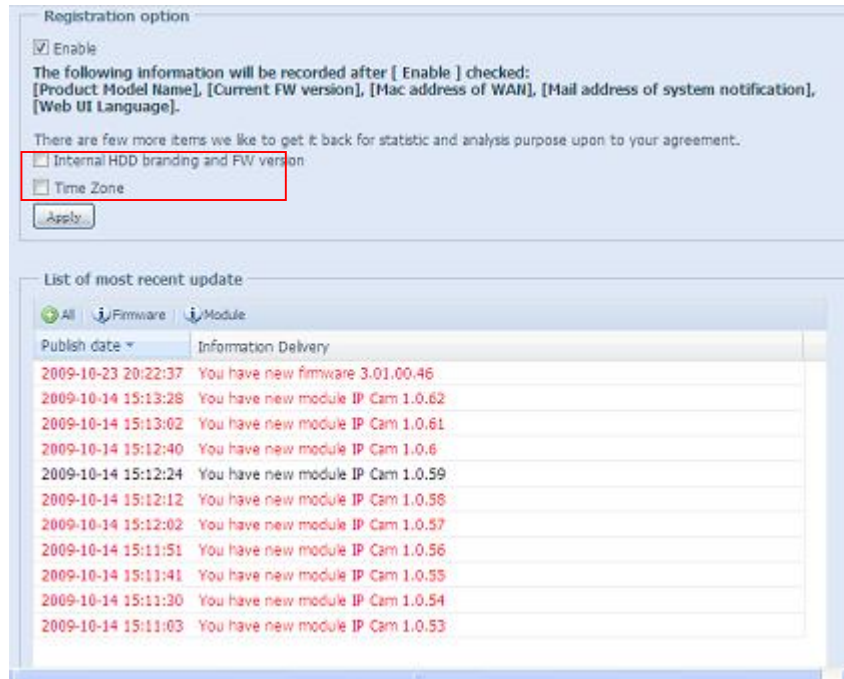 Registration option
Enable
The following information will be recorded after [ Enable ] checked:
[Product Model Name], [Current FW version], [Mac address of WAN], [Mail address of system notification],
[Web UI Language].
There are few more items we like to get it back for statistic and analysis purpose upon to your agreement.
Internal HDD branding and FW version
Time Zone
Apply
List of most recent update
All Firmware Module
Publish date Information Delivery
2009-10-23 20:22:37 You have new firmware 3.01.00.46
2009-10-14 15:13:28 You have new module IP Cam 1.0.62
2009-10-14 15:13:02 You have new module IP Cam 1.0.61
2009-10-14 15:12:40 You have new module IP Cam 1.0.6
2009-10-14 15:12:24 You have new module IP Cam 1.0.59
2009-10-14 15:12:12 You have new module IP Cam 1.0.58
2009-10-14 15:12:02 You have new module IP Cam 1.0.57
2009-10-14 15:11:51 You have new module IP Cam 1.0.56
2009-10-14 15:11:41 You have new module IP Cam 1.0.55
2009-10-14 15:11:30 You have new module IP Cam 1.0.54
2009-10-14 15:11:03 You have new module IP Cam 1.0.53